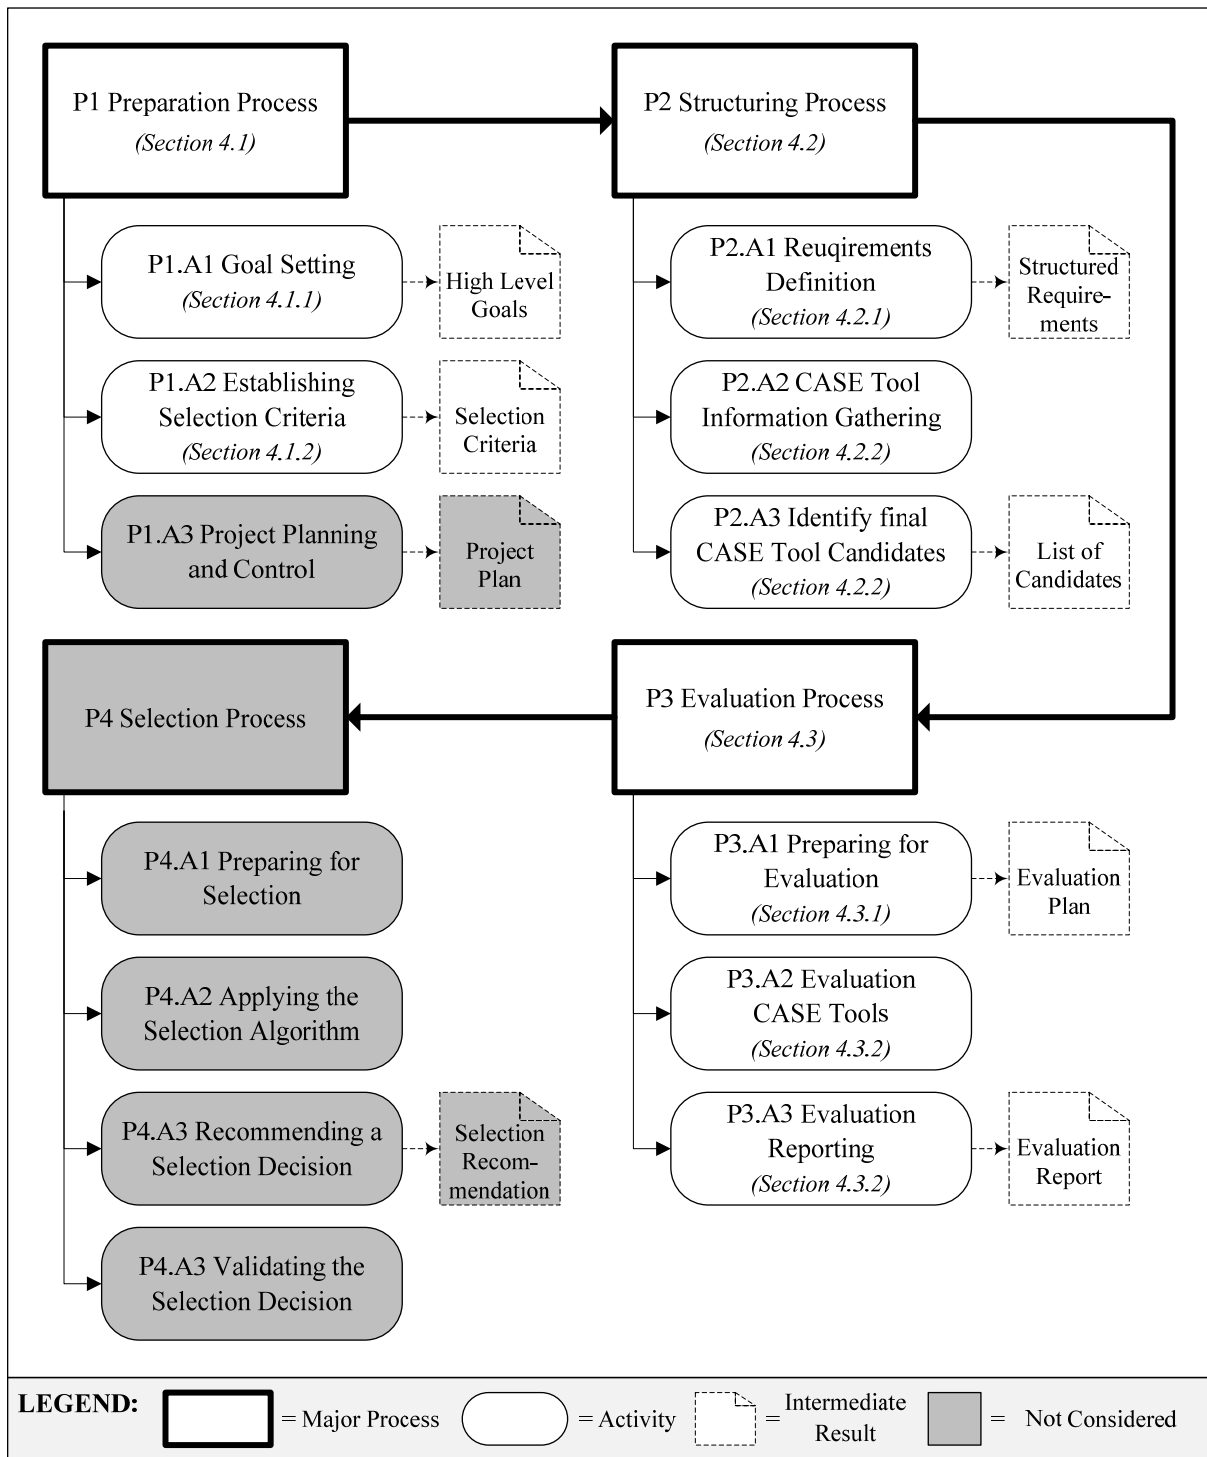 P1 Preparation Process
(Section 4.1)
P2 Structuring Process
(Section 4.2)
P1.A1 Goal Setting
(Section 4.1.1)
High Level
Goals
P1.A2 Establishing
Selection Criteria
(Section 4.1.2)
Selection
Criteria
P1.A3 Project Planning
and Control
Project
Plan
P2.A1 Reuqirements
Definition
(Section 4.2.1)
Structured
Require-
ments
P2.A2 CASE Tool
Information Gathering
(Section 4.2.2)
P2.A3 Identify final
CASE Tool Candidates
(Section 4.2.2)
List of
Candidates
P4 Selection Process
P3 Evaluation Process
(Section 4.3)
P4.A1 Preparing for
Selection
P4.A2 Applying the
Selection Algorithm
P4.A3 Recommending a
Selection Decision
Selection
Recom-
mendation
P4.A3 Validating the
Selection Decision
P3.A1 Preparing for
Evaluation
(Section 4.3.1)
Evaluation
Plan
P3.A2 Evaluation
CASE Tools
(Section 4.3.2)
P3.A3 Evaluation
Reporting
(Section 4.3.2)
Evaluation
Report
LEGEND:
= Major Process
= Activity
= Intermediate
Result
= Not Considered